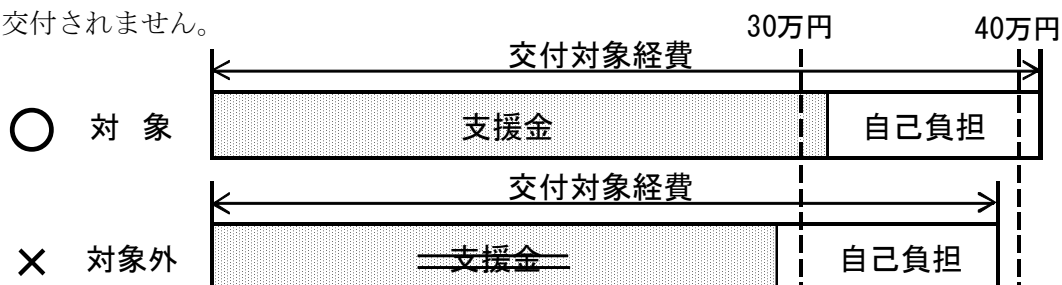 交付されません。
30万円 40万円
交付対象経費
○ 対 象 支援金 自己負担
交付対象経費
× 対象外 支援金 自己負担